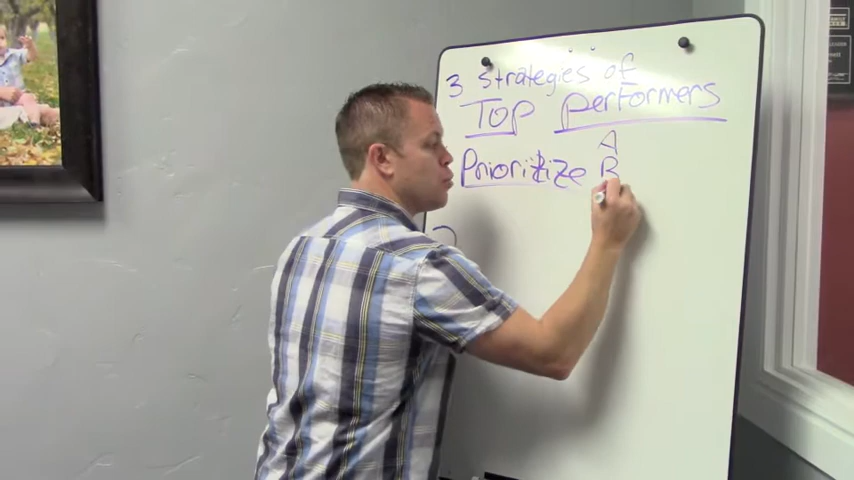 3 strategies of
TOP Performers
Prioritize A
B